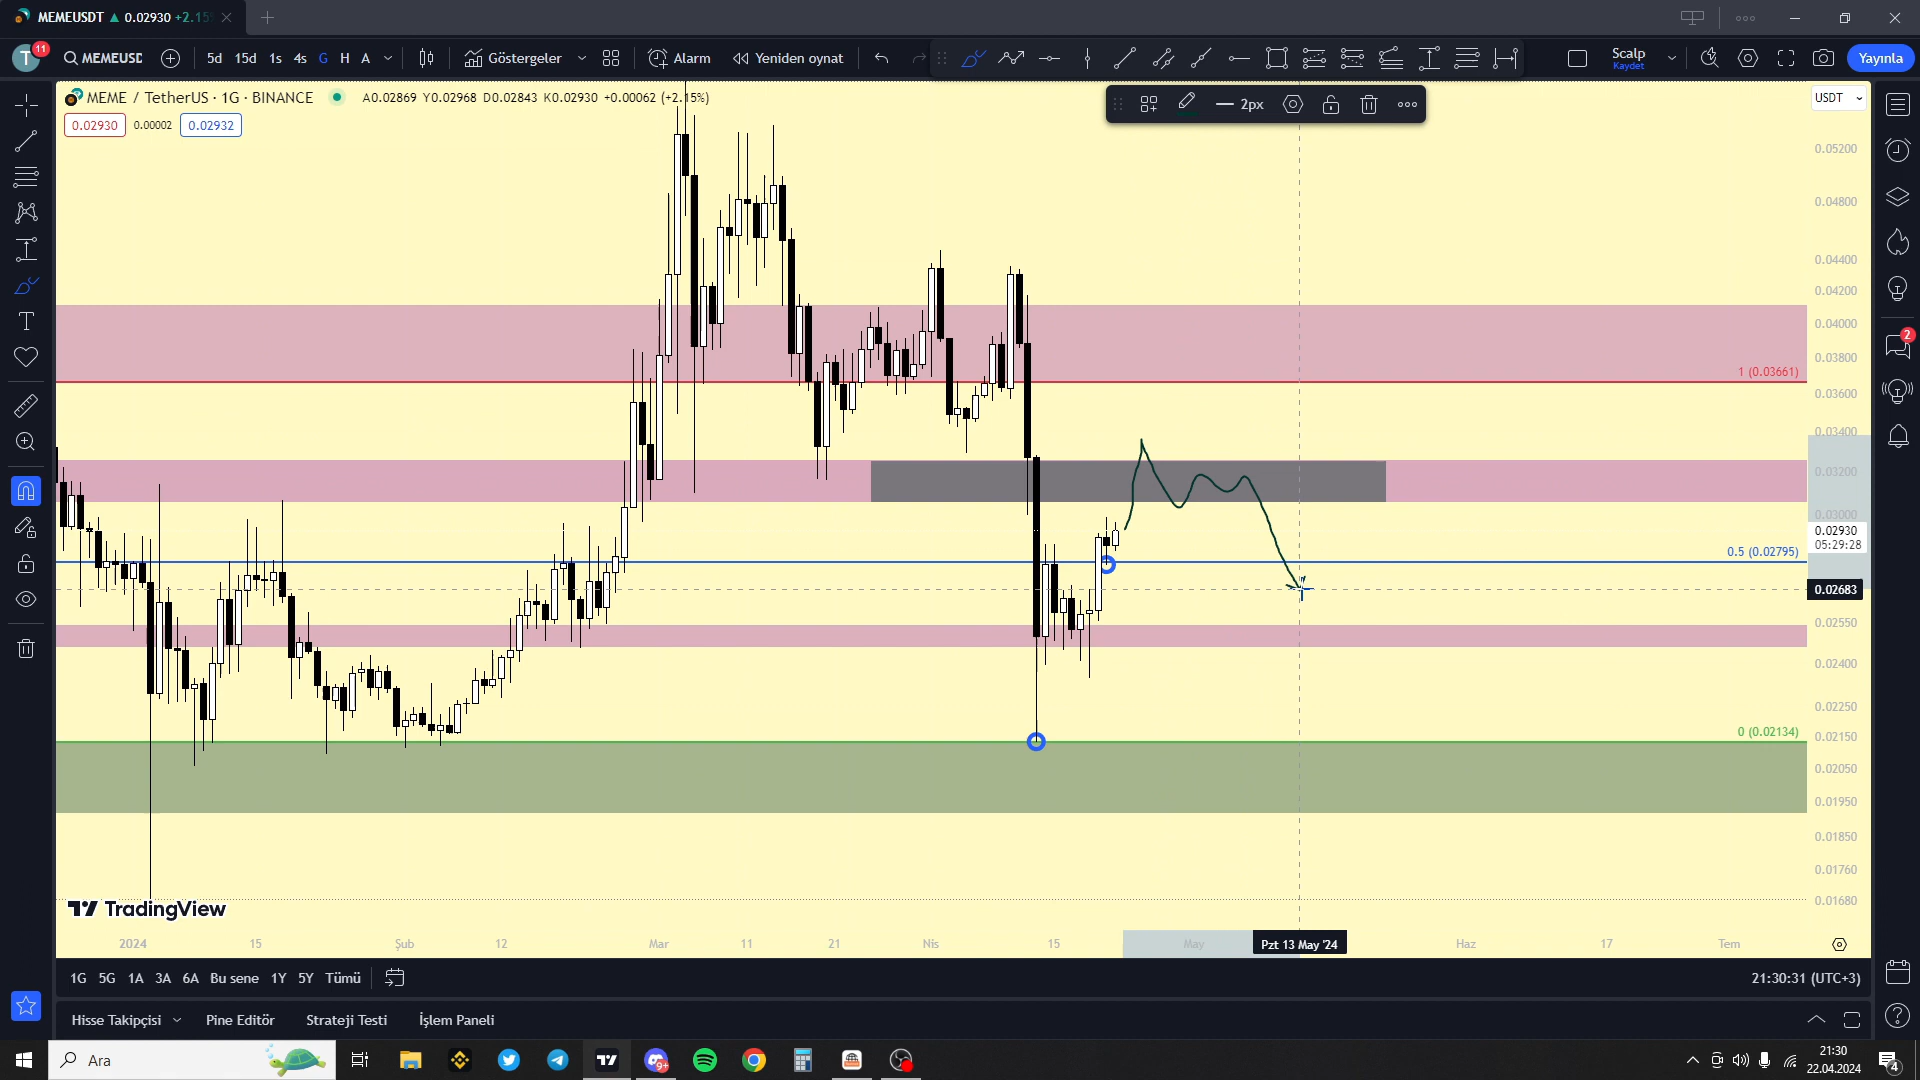 MEMEUSDT ▲ 0.02930 +2.15
T 11 MEMEUSD 5d 15d 1s 4s G H A Göstergeler Alarm Yeniden oynat Scalp Yayınla
Kaydet
MEME / TetherUS · 1G · BINANCE A0.02869 Y0.02968 D0.02843 K0.02930 +0.00062 (+2.15%)
2px
USDT
0.02930 0.00002 0.02932
0.05200
0.04800
0.04400
0.04200
0.04000
0.03800
1 (0.03661)
0.03600
0.03400
0.03200
0.03000
0.02930
05:29:28
0.5 (0.02795)
0.02683
0.02550
0.02400
0.02250
0 (0.02134)
0.02150
0.02050
0.01950
0.01850
0.01760
0.01680
2
TradingView
2024 15 Şub 12 Mar 11 21 Nis 15 May Pzt 13 May '24 Haz 17 Tem
1G 5G 1A 3A 6A Bu sene 1Y 5Y Tümü 21:30:31 (UTC+3)
Hisse Takipçisi Pine Editör Strateji Testi İşlem Paneli
Ara 9+ 21:30
22.04.2024 4